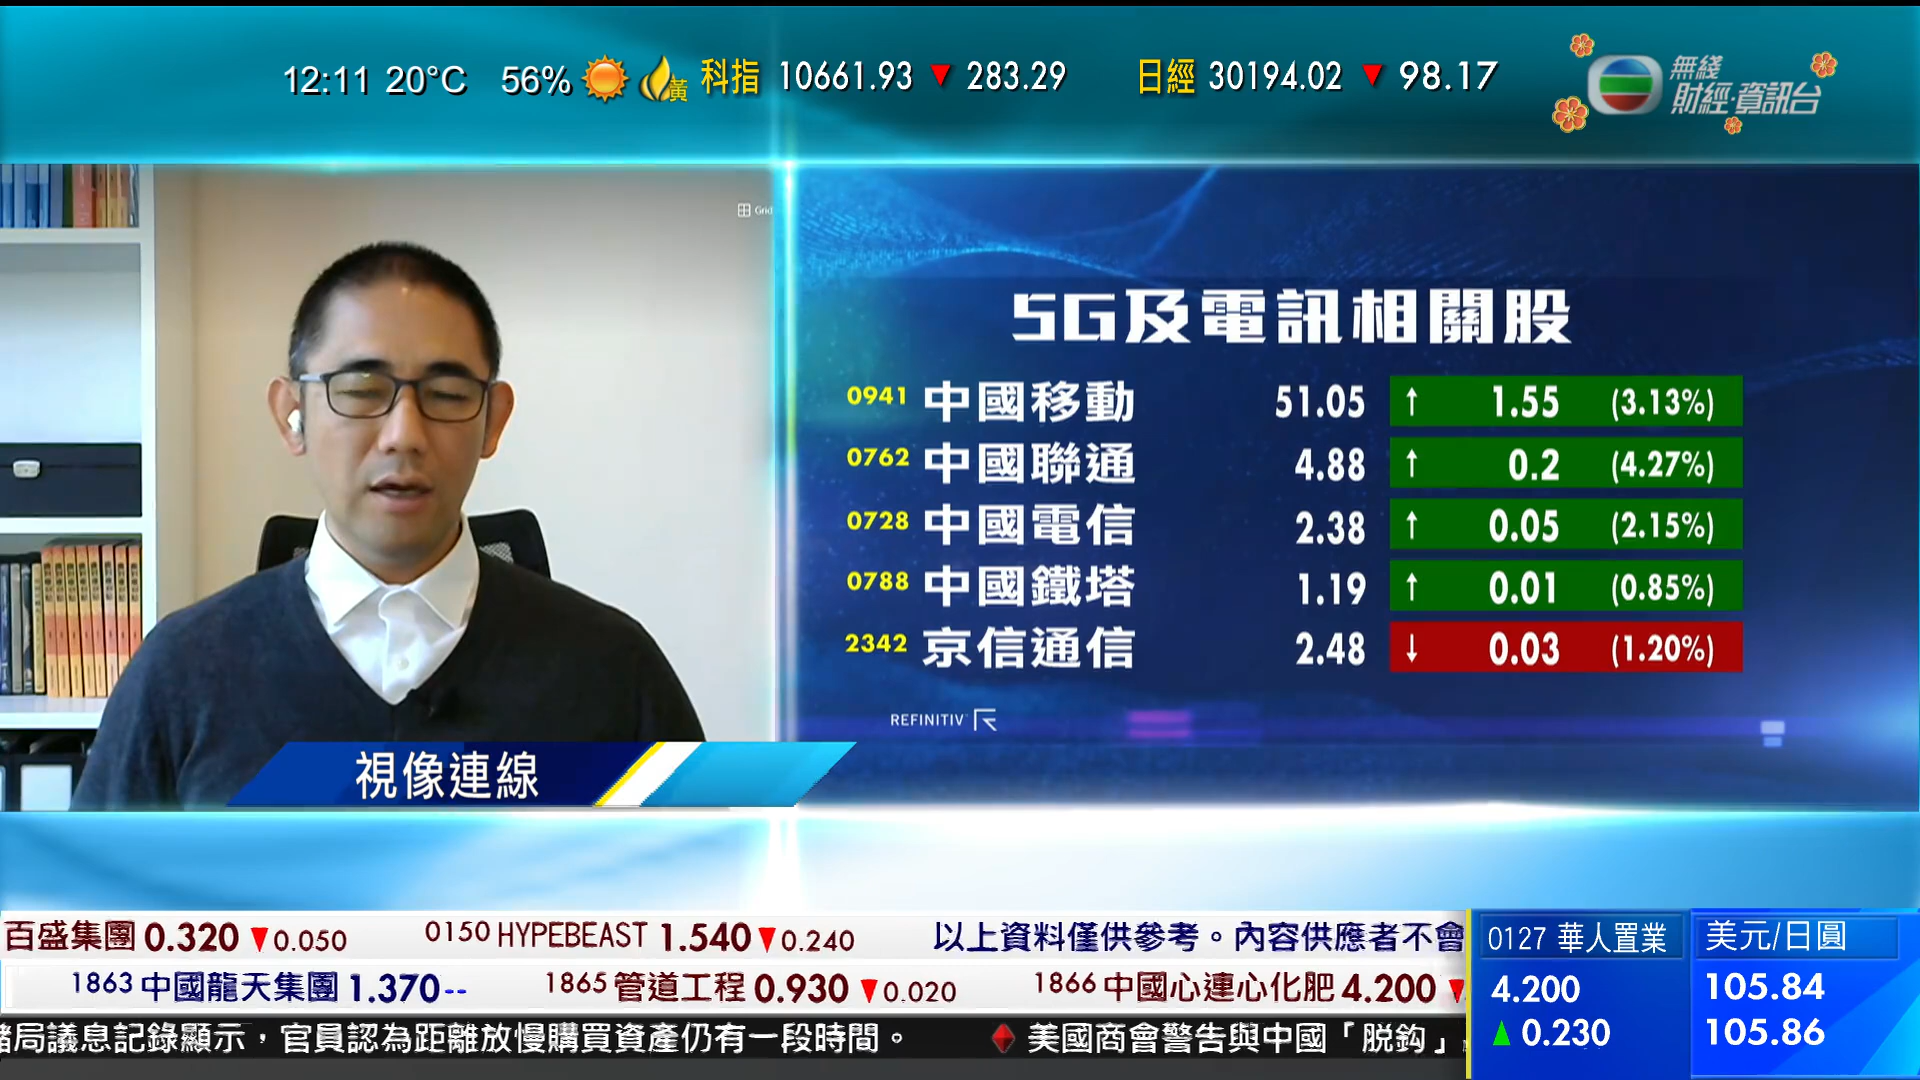 12:11 20°C 56% 黃 科指 10661.93 ▼ 283.29 日經 30194.02 ▼ 98.17
無綫
財經·資訊台
Grid
5G及電訊相關股
0941 中國移動 51.05 ↑ 1.55 (3.13%)
0762 中國聯通 4.88 ↑ 0.2 (4.27%)
0728 中國電信 2.38 ↑ 0.05 (2.15%)
0788 中國鐵塔 1.19 ↑ 0.01 (0.85%)
2342 京信通信 2.48 ↓ 0.03 (1.20%)
REFINITIV
視像連線
百盛集團 0.320 ▼0.050 0150 HYPEBEAST 1.540 ▼0.240 以上資料僅供參考。內容供應者不會
1863 中國龍天集團 1.370-- 1865 管道工程 0.930 ▼0.020 1866 中國心連心化肥 4.200 ▼
儲局議息記錄顯示，官員認為距離放慢購買資產仍有一段時間。 ♦ 美國商會警告與中國「脫鈎」
0127 華人置業
4.200
▲ 0.230
美元/日圓
105.84
105.86